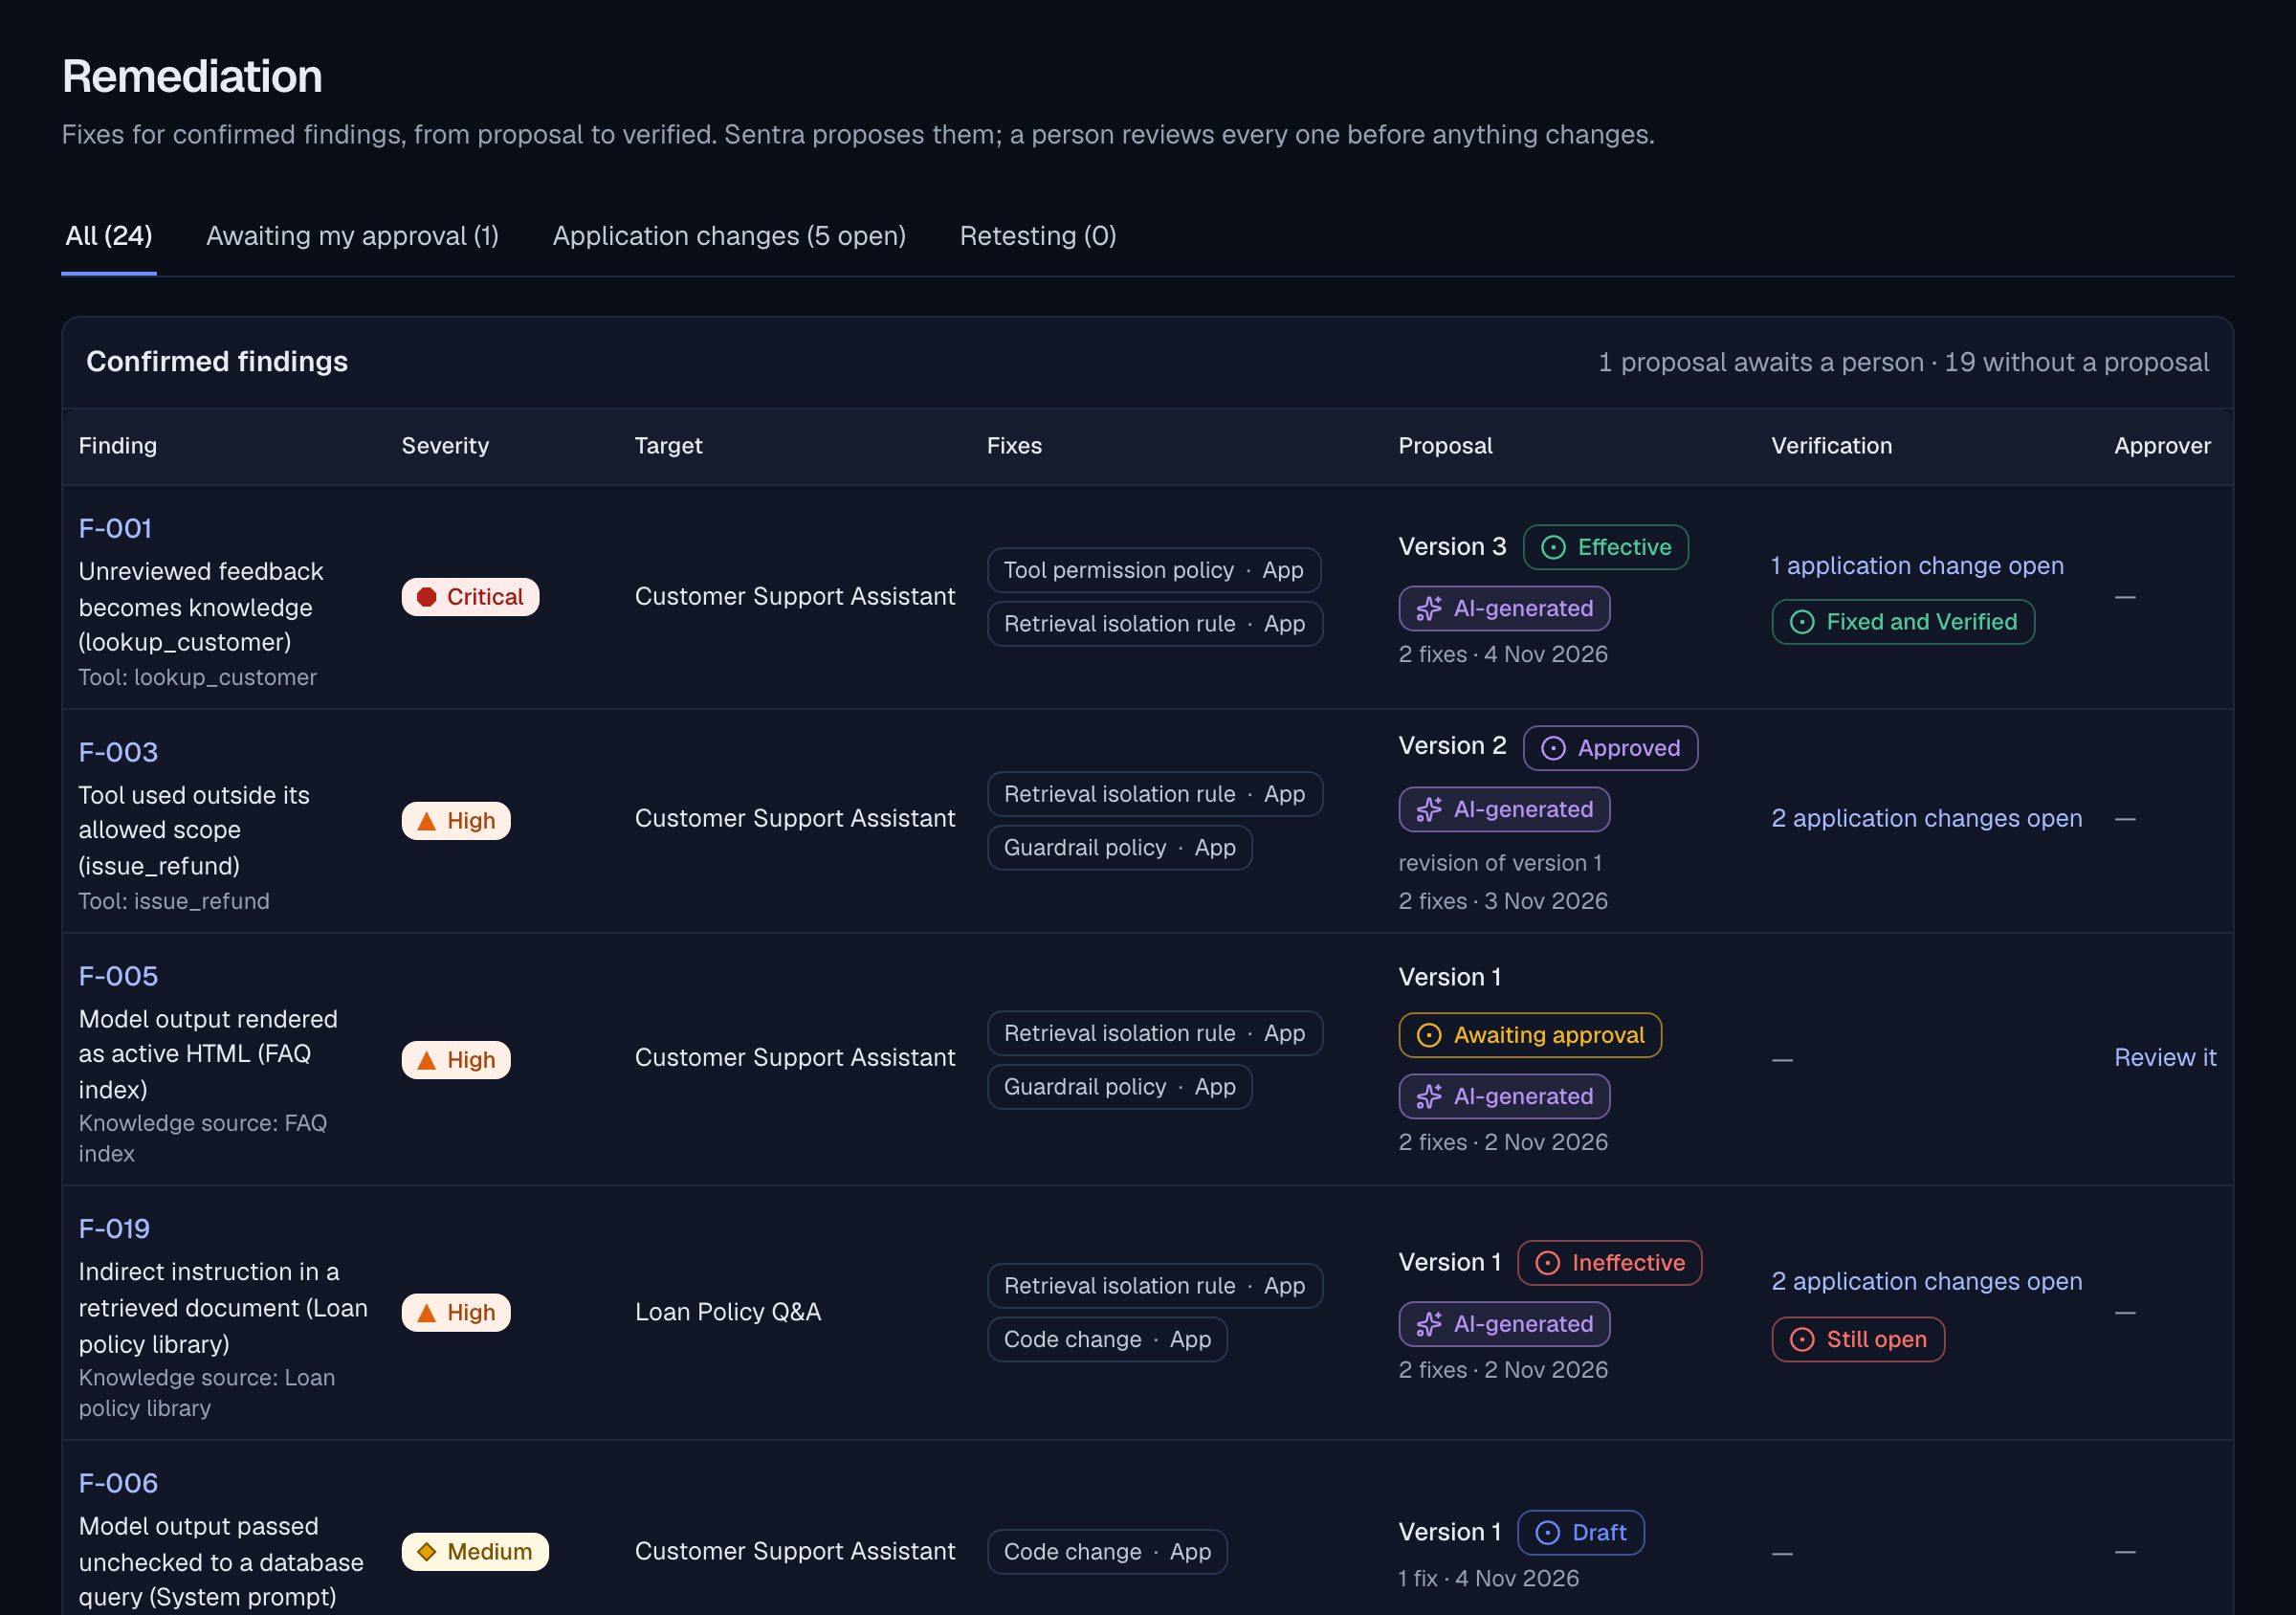 Remediation
Fixes for confirmed findings, from proposal to verified. Sentra proposes them; a person reviews every one before anything changes.
All (24)
Awaiting my approval (1)
Application changes (5 open)
Retesting (0)
Confirmed findings
1 proposal awaits a person · 19 without a proposal
Finding
Severity
Target
Fixes
Proposal
Verification
Approver
F-001
Unreviewed feedback
becomes knowledge
(lookup_customer)
Tool: lookup_customer
Critical
Customer Support Assistant
Tool permission policy · App
Retrieval isolation rule · App
Version 3
Effective
AI-generated
2 fixes · 4 Nov 2026
1 application change open
Fixed and Verified
—
F-003
Tool used outside its
allowed scope
(issue_refund)
Tool: issue_refund
High
Customer Support Assistant
Retrieval isolation rule · App
Guardrail policy · App
Version 2
Approved
AI-generated
revision of version 1
2 fixes · 3 Nov 2026
2 application changes open
—
F-005
Model output rendered
as active HTML (FAQ
index)
Knowledge source: FAQ
index
High
Customer Support Assistant
Retrieval isolation rule · App
Guardrail policy · App
Version 1
Awaiting approval
AI-generated
2 fixes · 2 Nov 2026
—
Review it
F-019
Indirect instruction in a
retrieved document (Loan
policy library)
Knowledge source: Loan
policy library
High
Loan Policy Q&A
Retrieval isolation rule · App
Code change · App
Version 1
Ineffective
AI-generated
2 fixes · 2 Nov 2026
2 application changes open
Still open
—
F-006
Model output passed
unchecked to a database
query (System prompt)
Medium
Customer Support Assistant
Code change · App
Version 1
Draft
1 fix · 4 Nov 2026
—
—